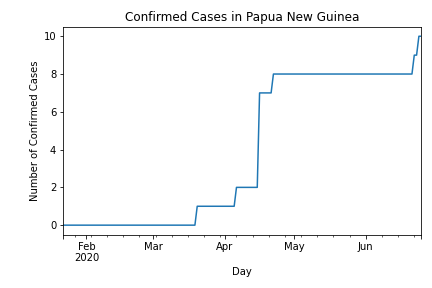 Confirmed Cases in Papua New Guinea
Number of Confirmed Cases
10
8
6
4
2
0
Feb Mar Apr May Jun
2020
Day